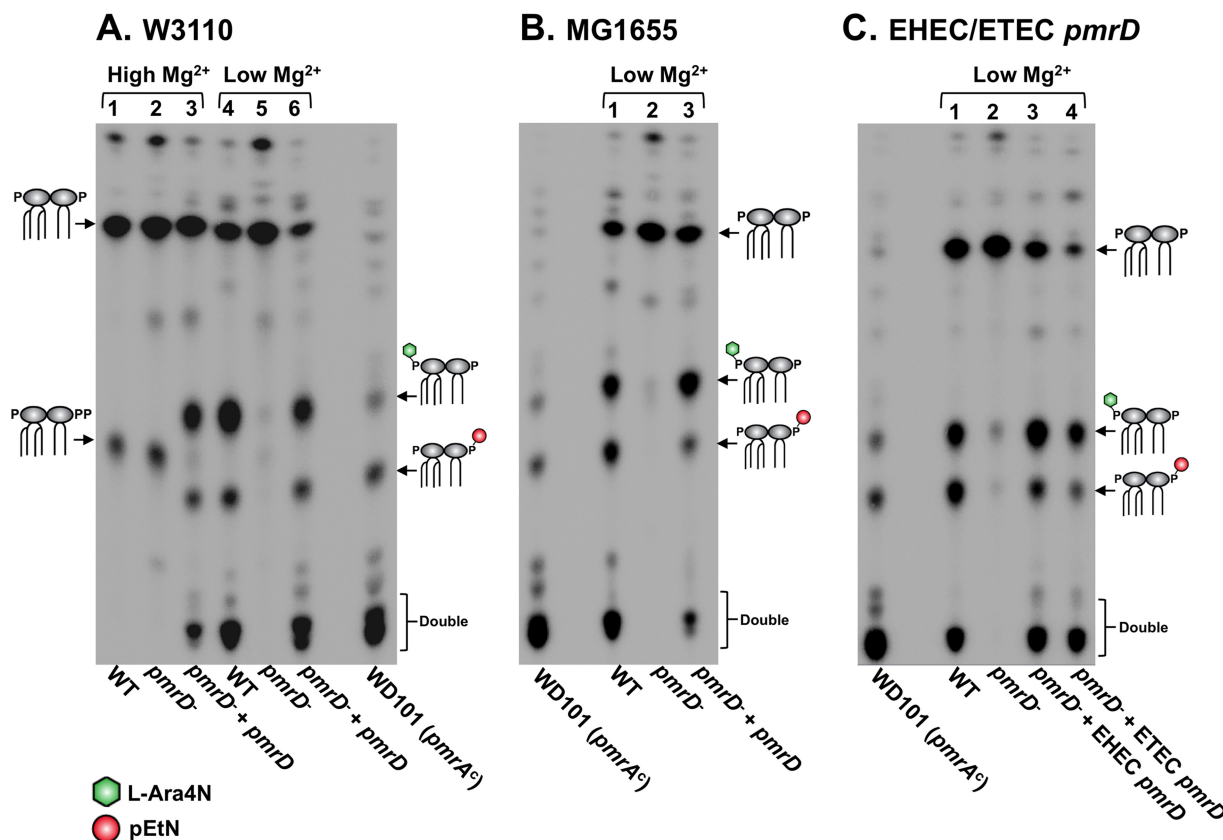 A. W3110
High Mg²⁺ Low Mg²⁺
1 2 3 4 5 6
P P
P PP
P P
P P
Double
WT
pmrD⁻
pmrD⁻ + pmrD
WT
pmrD⁻
pmrD⁻ + pmrD
WD101 (pmrAᶜ)
L-Ara4N
pEtN
B. MG1655
Low Mg²⁺
1 2 3
P P
P P
P P
Double
WD101 (pmrAᶜ)
WT
pmrD⁻
pmrD⁻ + pmrD
C. EHEC/ETEC pmrD
Low Mg²⁺
1 2 3 4
P P
P P
P P
Double
WD101 (pmrAᶜ)
WT
pmrD⁻
pmrD⁻ + EHEC pmrD
pmrD⁻ + ETEC pmrD